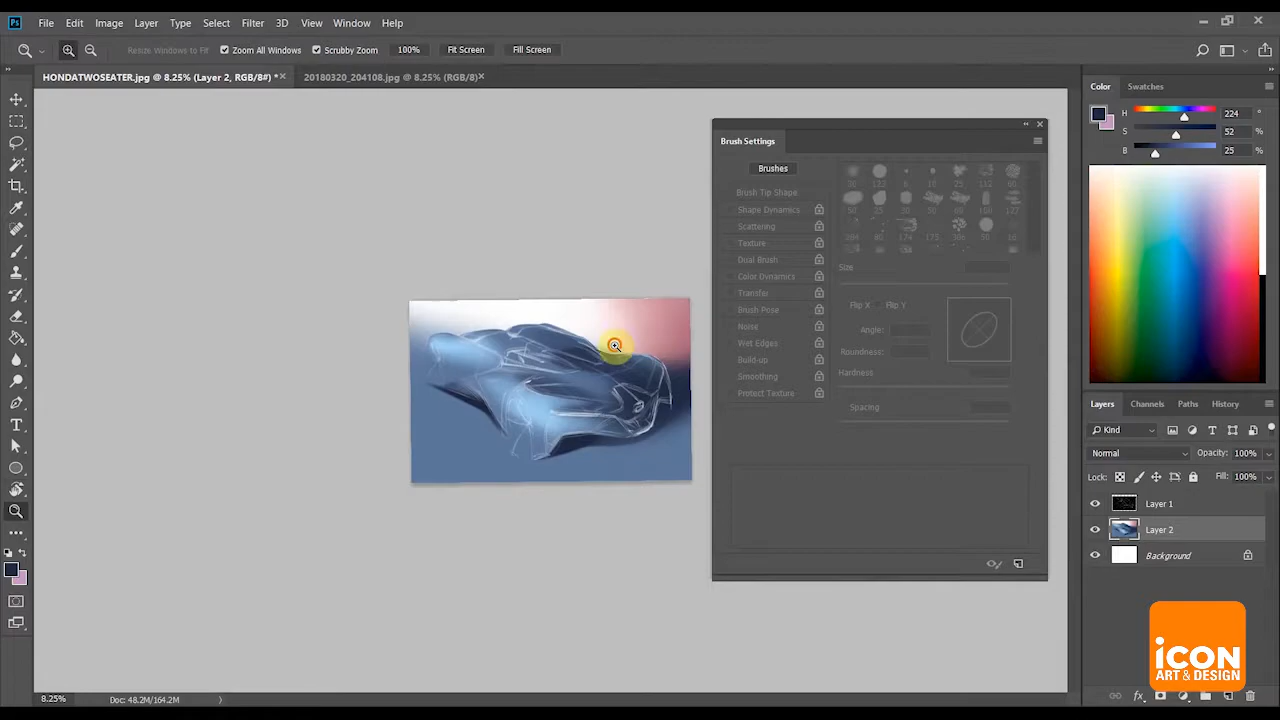 Ps File Edit Image Layer Type Select Filter 3D View Window Help
Resize Windows to Fit Zoom All Windows Scrubby Zoom 100% Fit Screen Fill Screen
HONDATWOSEATER.jpg @ 8.25% (Layer 2, RGB/8#) * 20180320_204108.jpg @ 8.25% (RGB/8)
Brush Settings
Brushes
Brush Tip Shape
Shape Dynamics
Scattering
Texture
Dual Brush
Color Dynamics
Transfer
Brush Pose
Noise
Wet Edges
Build-up
Smoothing
Protect Texture
25 112 60
Size
Flip X Flip Y
Angle:
Roundness:
Hardness
Spacing
Color Swatches
H 224 °
S 52 %
B 25 %
Layers Channels Paths History
Kind
Normal Opacity: 100%
Lock: Fill: 100%
Layer 1
Layer 2
Background
iCON
ART & DESIGN
8.25% Doc: 48.2M/164.2M